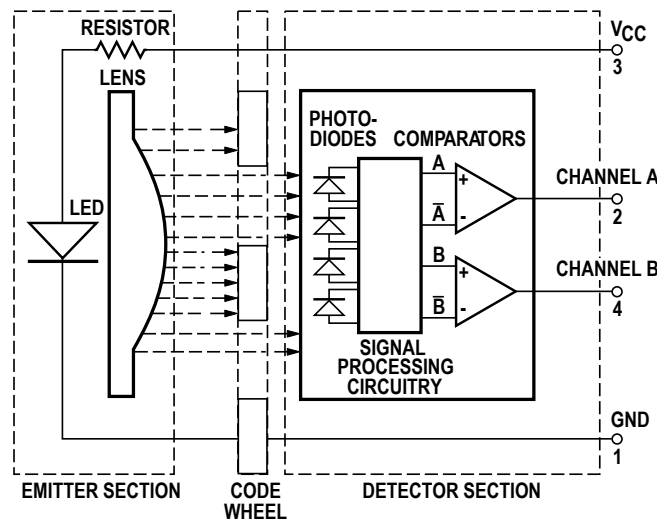 RESISTOR
LENS
LED
PHOTO-
DIODES
COMPARATORS
A
+
A̅
-
B
+
B̅
-
SIGNAL
PROCESSING
CIRCUITRY
VCC
3
CHANNEL A
2
CHANNEL B
4
GND
1
EMITTER SECTION
CODE
WHEEL
DETECTOR SECTION